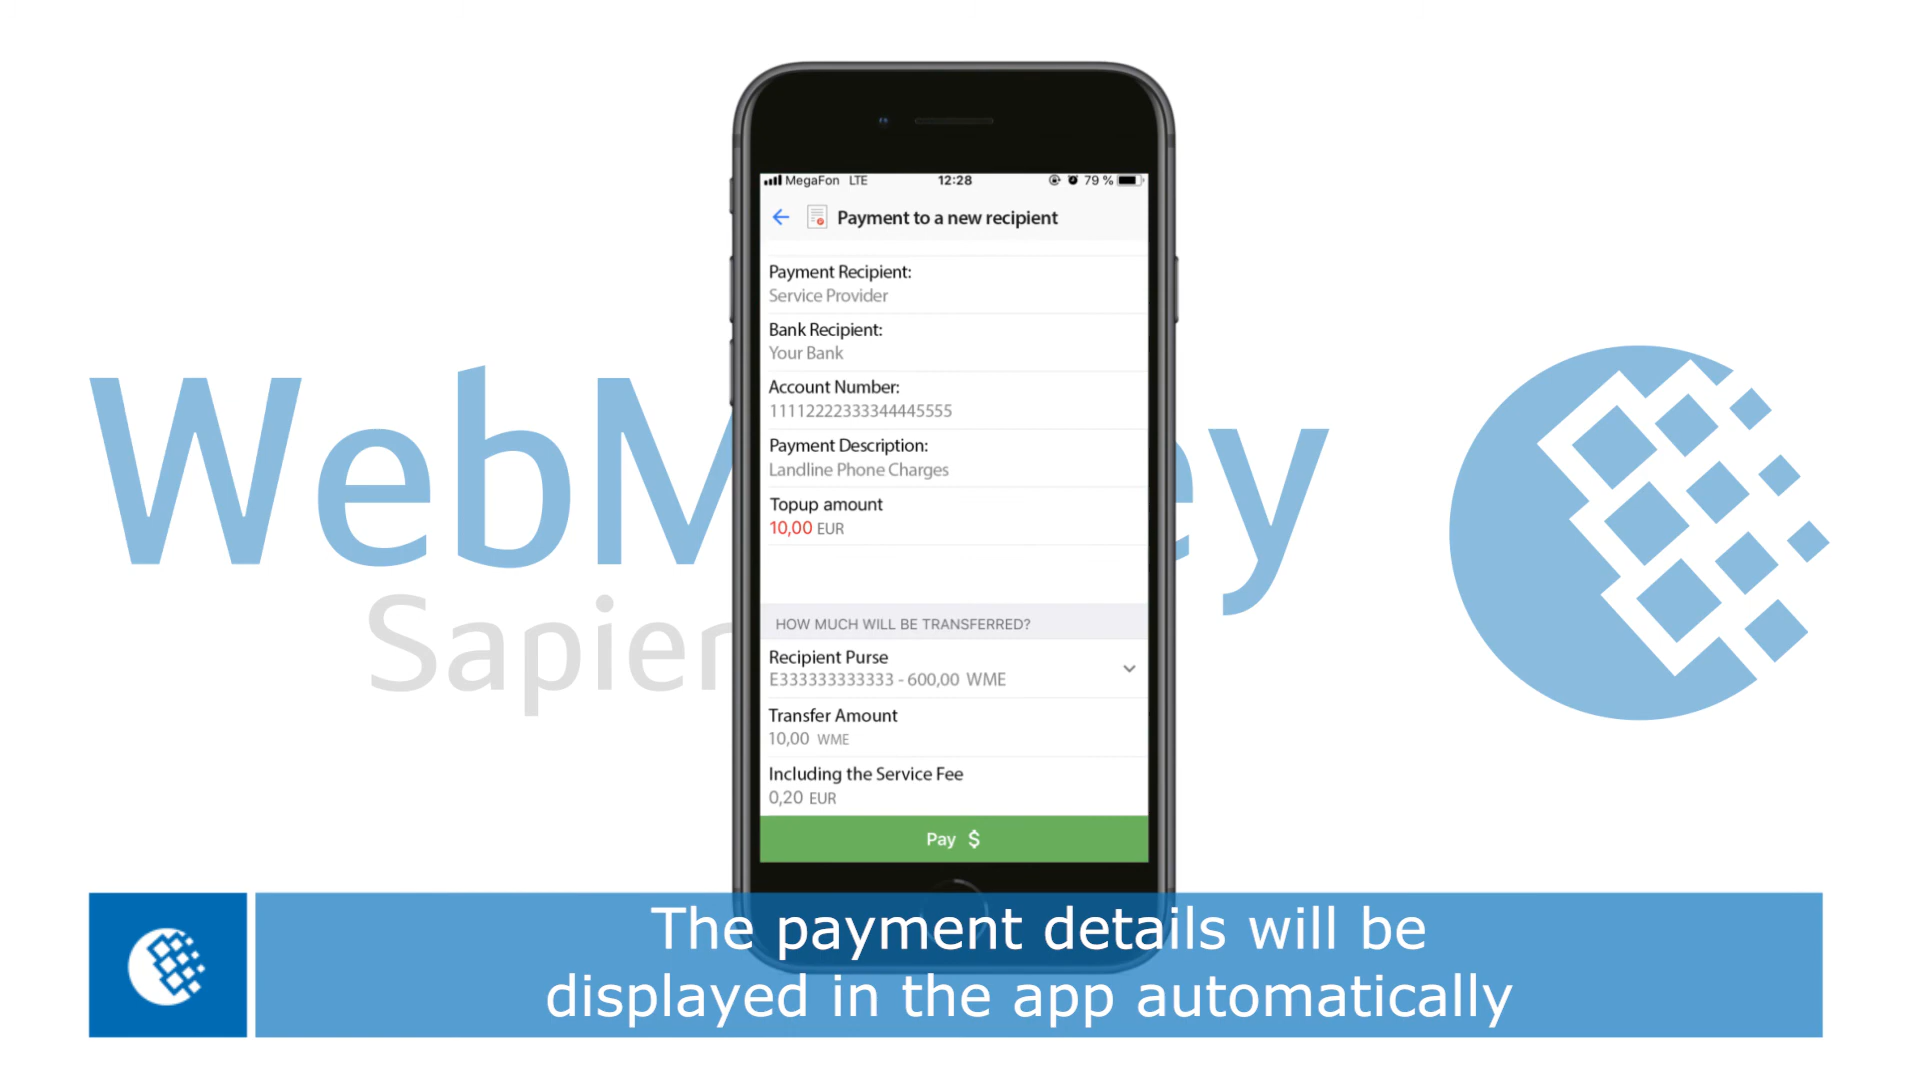 MegaFon LTE 12:28 79 %
Payment to a new recipient
Payment Recipient:
Service Provider
Bank Recipient:
Your Bank
Account Number:
11112222333344445555
Payment Description:
Landline Phone Charges
Topup amount
10,00 EUR
HOW MUCH WILL BE TRANSFERRED?
Recipient Purse
E333333333333 - 600,00 WME
Transfer Amount
10,00 WME
Including the Service Fee
0,20 EUR
Pay $
WebM ey
Sapien
The payment details will be
displayed in the app automatically